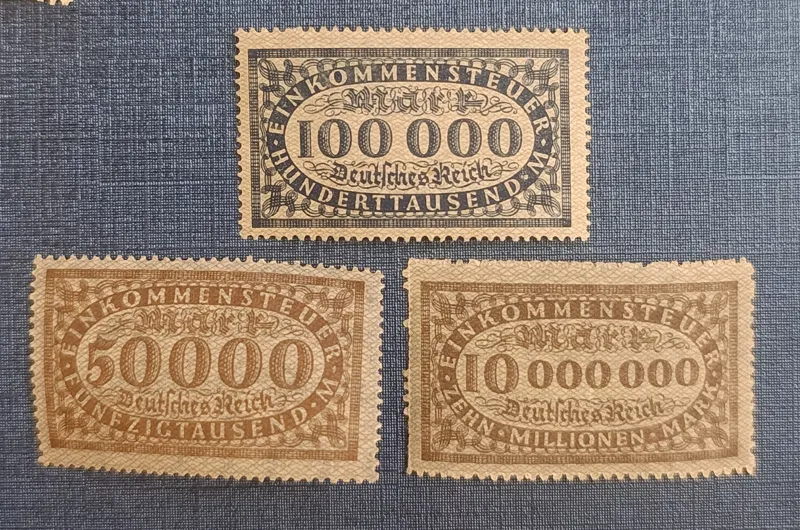 EINKOMMENSTEUER
Mark
100 000
Deutsches Reich
HUNDERTTAUSEND · M ·
EINKOMMENSTEUER
Mark
50000
Deutsches Reich
FÜNFZIGTAUSEND · M ·
EINKOMMENSTEUER
Mark
10 000 000
Deutsches Reich
ZEHN · MILLIONEN · MARK